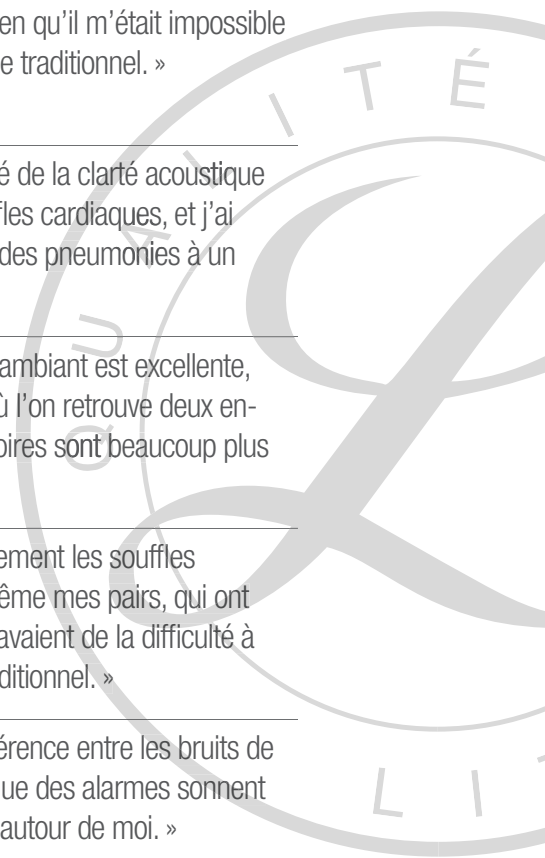 en qu’il m’était impossible
e traditionnel. »
é de la clarté acoustique
fles cardiaques, et j’ai
des pneumonies à un
ambiant est excellente,
ù l’on retrouve deux en-
oires sont beaucoup plus
ement les souffles
ême mes pairs, qui ont
avaient de la difficulté à
ditionnel. »
érence entre les bruits de
ue des alarmes sonnent
autour de moi. »
QUALITÉ
L
LIT